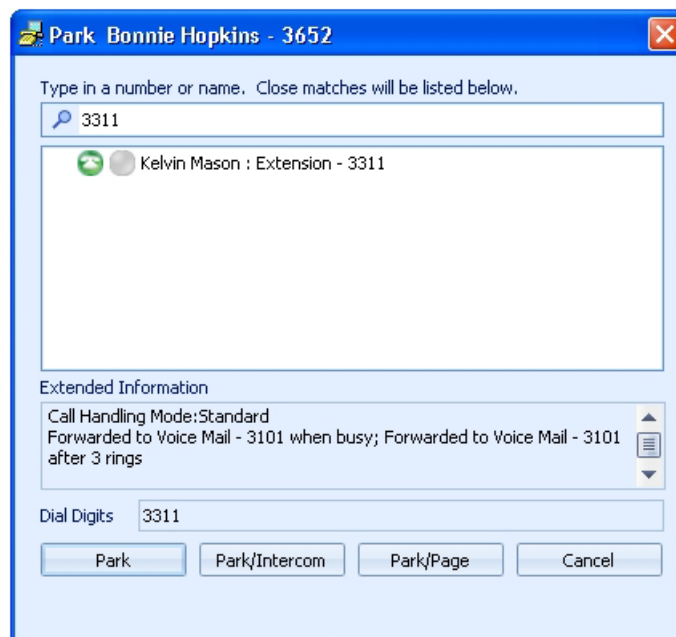 Park Bonnie Hopkins - 3652
Type in a number or name. Close matches will be listed below.
3311
Kelvin Mason : Extension - 3311
Extended Information
Call Handling Mode:Standard
Forwarded to Voice Mail - 3101 when busy; Forwarded to Voice Mail - 3101
after 3 rings
Dial Digits 3311
Park Park/Intercom Park/Page Cancel